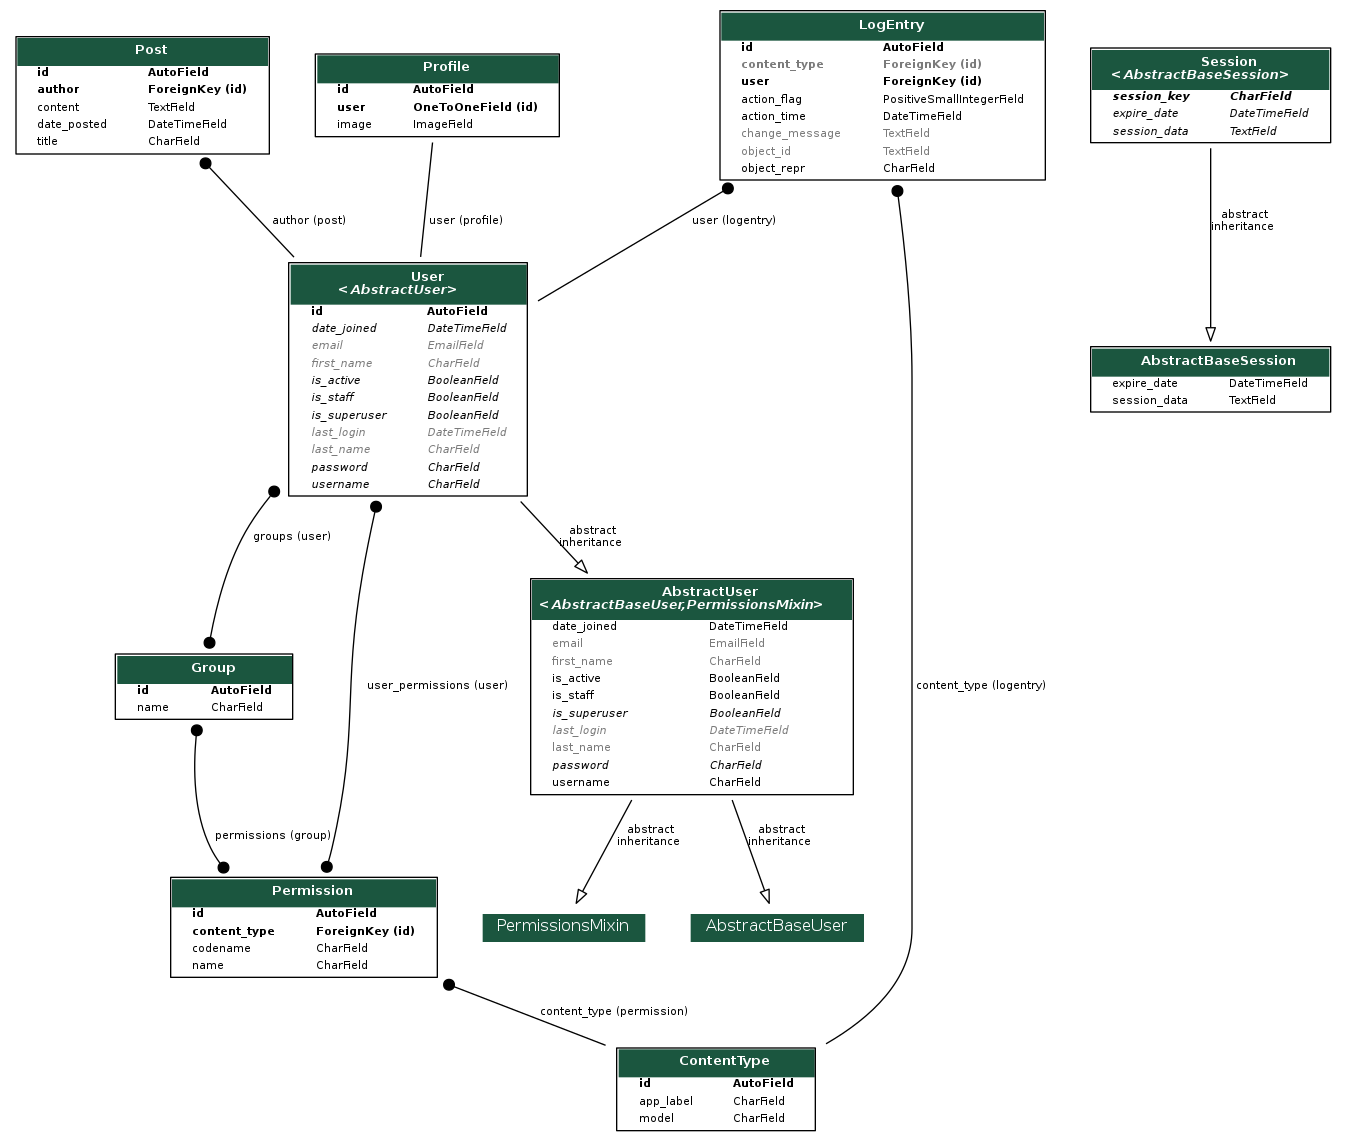 Post
id AutoField
author ForeignKey (id)
content TextField
date_posted DateTimeField
title CharField
Profile
id AutoField
user OneToOneField (id)
image ImageField
LogEntry
id AutoField
content_type ForeignKey (id)
user ForeignKey (id)
action_flag PositiveSmallIntegerField
action_time DateTimeField
change_message TextField
object_id TextField
object_repr CharField
Session
<AbstractBaseSession>
session_key CharField
expire_date DateTimeField
session_data TextField
author (post)
user (profile)
user (logentry)
abstract
inheritance
User
<AbstractUser>
id AutoField
date_joined DateTimeField
email EmailField
first_name CharField
is_active BooleanField
is_staff BooleanField
is_superuser BooleanField
last_login DateTimeField
last_name CharField
password CharField
username CharField
AbstractBaseSession
expire_date DateTimeField
session_data TextField
groups (user)
abstract
inheritance
AbstractUser
<AbstractBaseUser,PermissionsMixin>
date_joined DateTimeField
email EmailField
first_name CharField
is_active BooleanField
is_staff BooleanField
is_superuser BooleanField
last_login DateTimeField
last_name CharField
password CharField
username CharField
Group
id AutoField
name CharField
user_permissions (user)
content_type (logentry)
permissions (group)
abstract
inheritance
abstract
inheritance
Permission
id AutoField
content_type ForeignKey (id)
codename CharField
name CharField
PermissionsMixin
AbstractBaseUser
content_type (permission)
ContentType
id AutoField
app_label CharField
model CharField